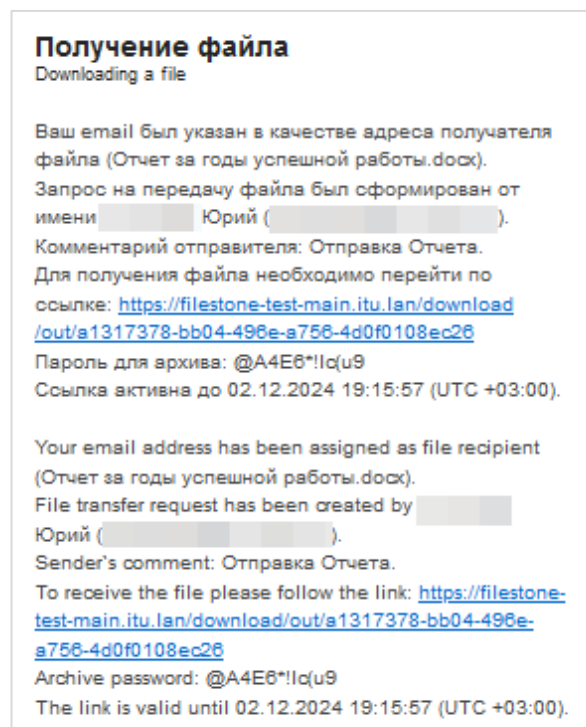 Получение файла
Downloading a file
Ваш email был указан в качестве адреса получателя
файла (Отчет за годы успешной работы.docx).
Запрос на передачу файла был сформирован от
имени Юрий ( ).
Комментарий отправителя: Отправка Отчета.
Для получения файла необходимо перейти по
ссылке: https://filestone-test-main.itu.lan/download
/out/a1317378-bb04-496e-a756-4d0f0108ec26
Пароль для архива: @A4E6*!Ic(u9
Ссылка активна до 02.12.2024 19:15:57 (UTC +03:00).
Your email address has been assigned as file recipient
(Отчет за годы успешной работы.docx).
File transfer request has been created by
Юрий ( ).
Sender's comment: Отправка Отчета.
To receive the file please follow the link: https://filestone-
test-main.itu.lan/download/out/a1317378-bb04-496e-
a756-4d0f0108ec26
Archive password: @A4E6*!Ic(u9
The link is valid until 02.12.2024 19:15:57 (UTC +03:00).